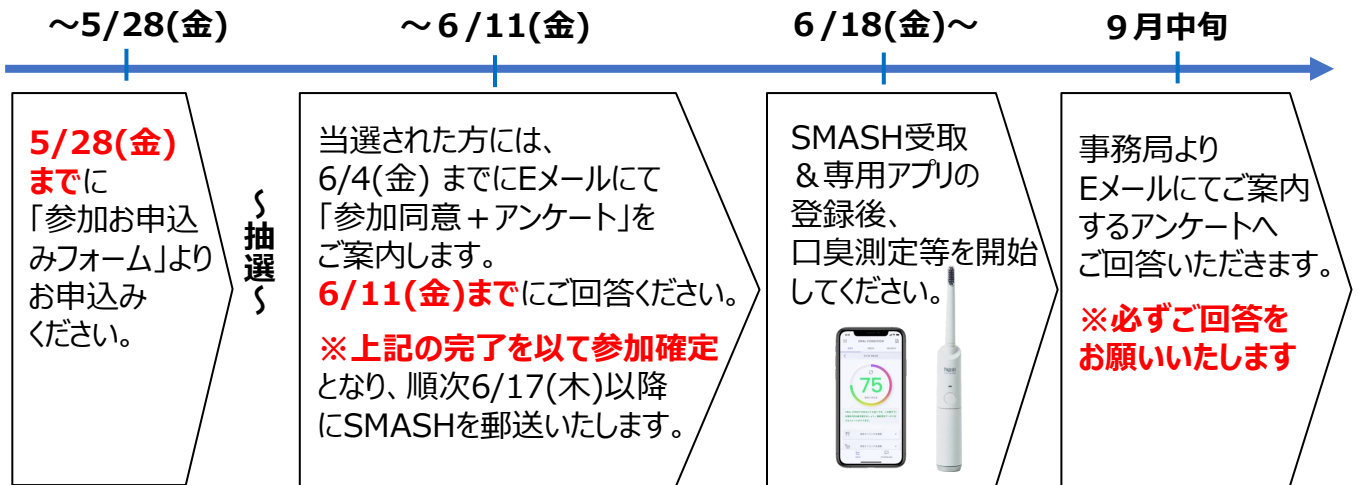 ～5/28(金)
～６/11(金)
６/18(金)～
９月中旬
5/28(金)
までに
「参加お申込
みフォーム」より
お申込み
ください。
～抽選～
当選された方には、
6/4(金) までにEメールにて
「参加同意＋アンケート」を
ご案内します。
6/11(金)までにご回答ください。
※上記の完了を以て参加確定
となり、順次6/17(木)以降
にSMASHを郵送いたします。
SMASH受取
＆専用アプリの
登録後、
口臭測定等を開始
してください。
75
事務局より
Eメールにてご案内
するアンケートへ
ご回答いただきます。
※必ずご回答を
お願いいたします